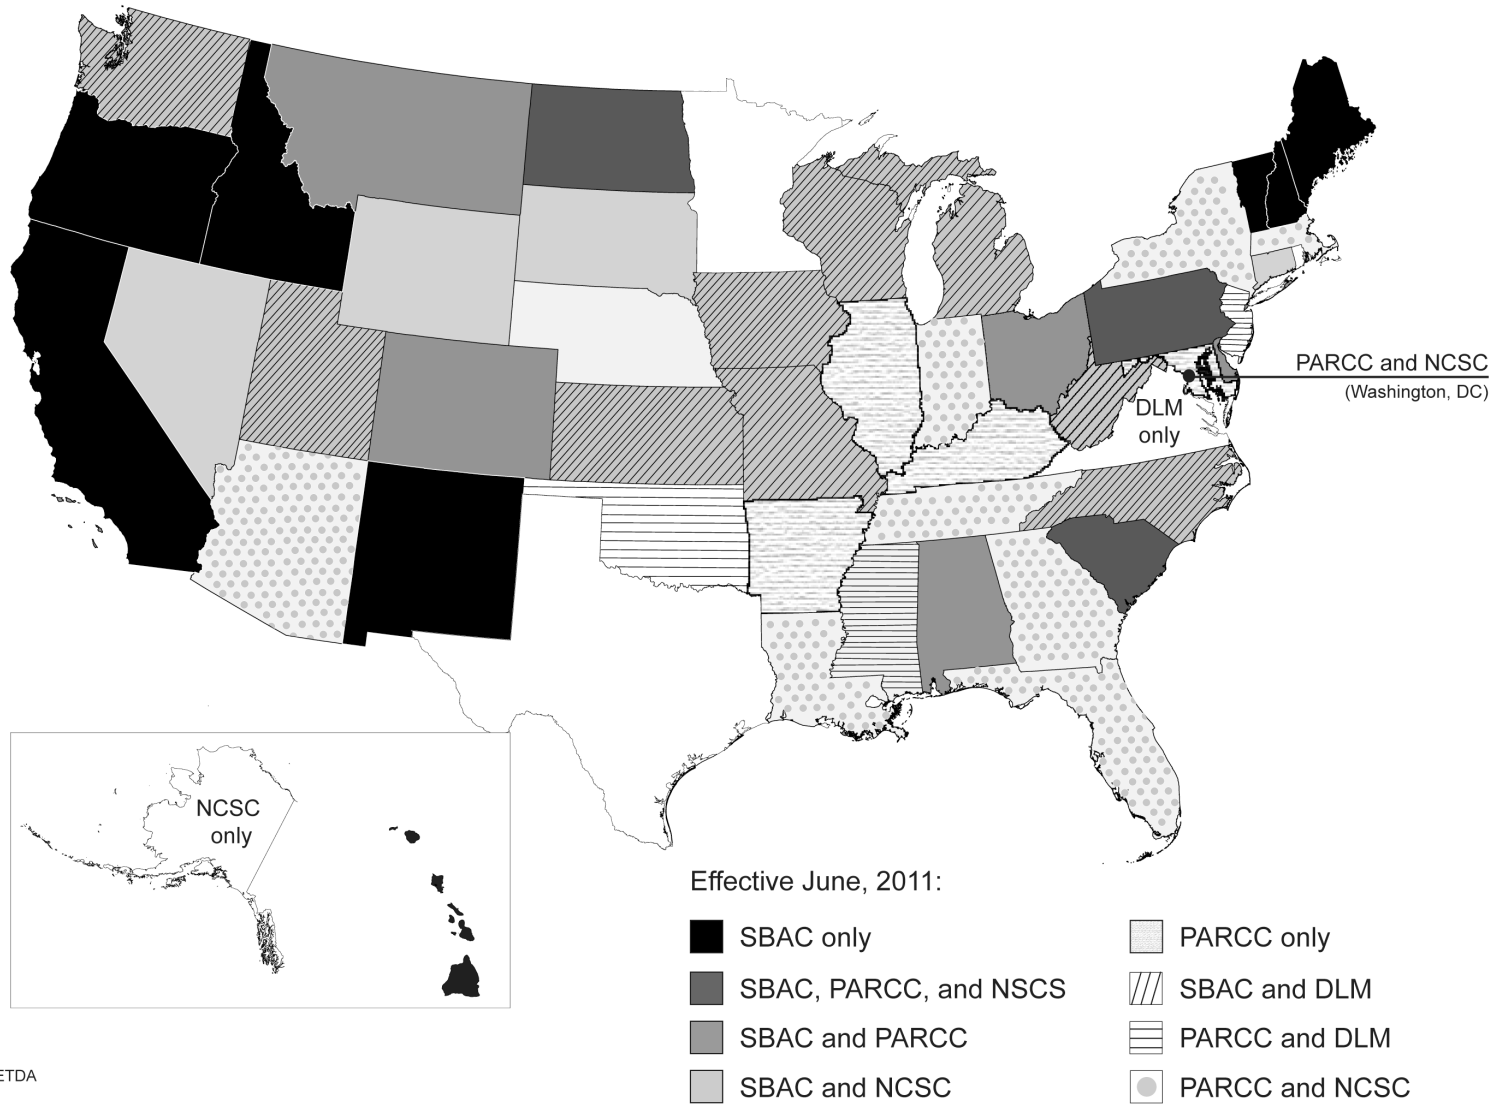 PARCC and NCSC
(Washington, DC)
DLM
only
NCSC
only
Effective June, 2011:
SBAC only
SBAC, PARCC, and NSCS
SBAC and PARCC
SBAC and NCSC
PARCC only
SBAC and DLM
PARCC and DLM
PARCC and NCSC
ETDA